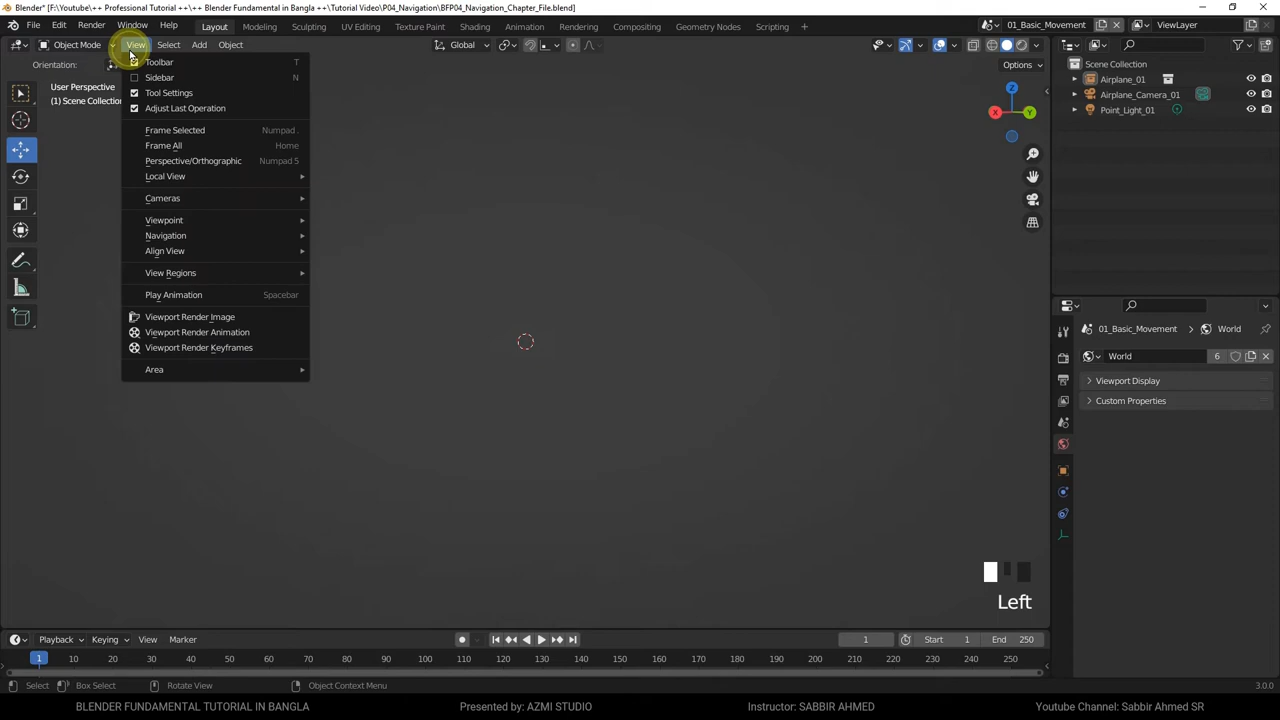 Blender* [F:\Youtube\++ Professional Tutorial ++\++ Blender Fundamental in Bangla ++\Tutorial Video\P04_Navigation\BFP04_Navigation_Chapter_File.blend]
File Edit Render Window Help Layout Modeling Sculpting UV Editing Texture Paint Shading Animation Rendering Compositing Geometry Nodes Scripting 01_Basic_Movement ViewLayer
Object Mode View Select Add Object Global
Orientation: Options
User Perspective
(1) Scene Collection
Toolbar T
Sidebar N
Tool Settings
Adjust Last Operation
Frame Selected Numpad .
Frame All Home
Perspective/Orthographic Numpad 5
Local View
Cameras
Viewpoint
Navigation
Align View
View Regions
Play Animation Spacebar
Viewport Render Image
Viewport Render Animation
Viewport Render Keyframes
Area
Z
X Y
Scene Collection
Airplane_01
Airplane_Camera_01
Point_Light_01
01_Basic_Movement World
World 6
Viewport Display
Custom Properties
Left
Playback Keying View Marker 1 Start 1 End 250
1 10 20 30 40 50 60 70 80 90 100 110 120 130 140 150 160 170 180 190 200 210 220 230 240 250
Select Box Select Rotate View Object Context Menu 3.0.0
BLENDER FUNDAMENTAL TUTORIAL IN BANGLA Presented by: AZMI STUDIO Instructor: SABBIR AHMED Youtube Channel: Sabbir Ahmed SR